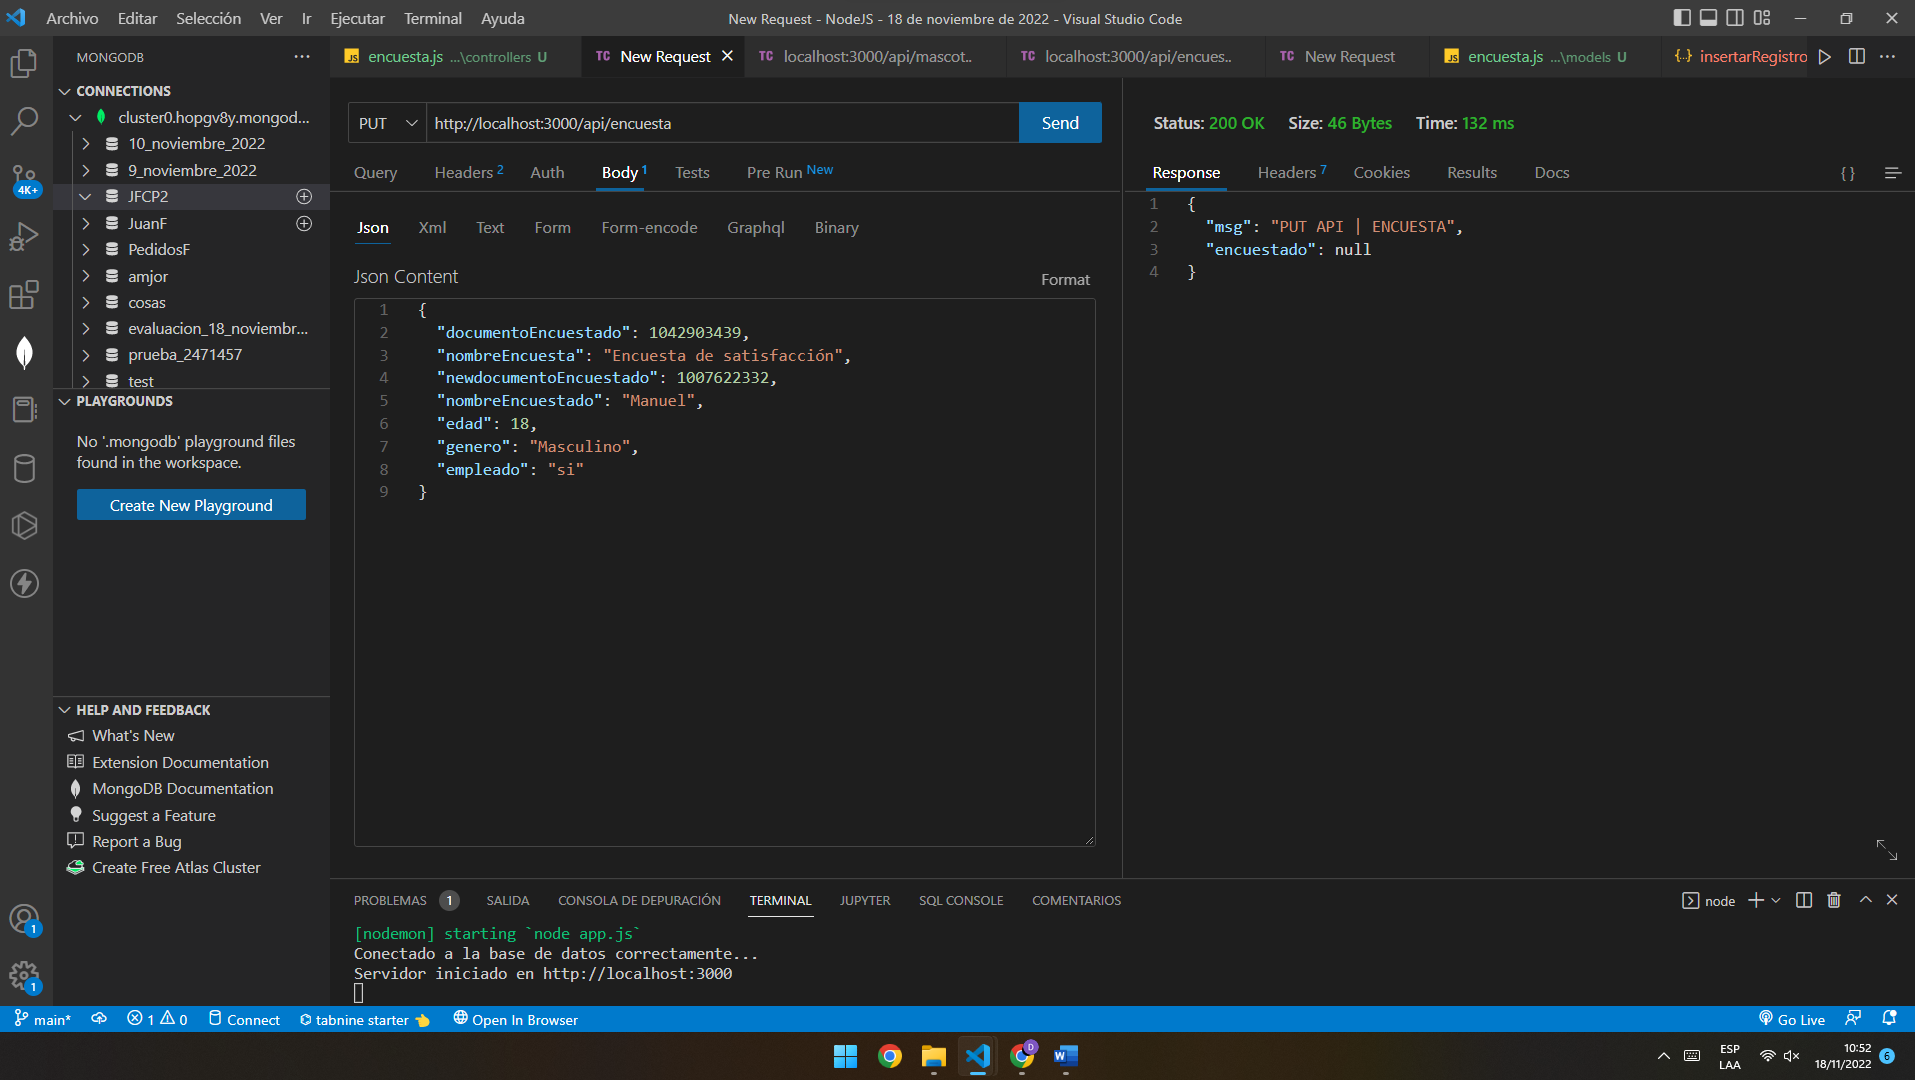 Archivo Editar Selección Ver Ir Ejecutar Terminal Ayuda
New Request - NodeJS - 18 de noviembre de 2022 - Visual Studio Code
MONGODB
CONNECTIONS
cluster0.hopgv8y.mongod...
10_noviembre_2022
9_noviembre_2022
JFCP2
JuanF
PedidosF
amjor
cosas
evaluacion_18_noviembr...
prueba_2471457
test
PLAYGROUNDS
No '.mongodb' playground files
found in the workspace.
Create New Playground
HELP AND FEEDBACK
What's New
Extension Documentation
MongoDB Documentation
Suggest a Feature
Report a Bug
Create Free Atlas Cluster
4K+
1
1
JS encuesta.js ...\controllers U
TC New Request
TC localhost:3000/api/mascot..
TC localhost:3000/api/encues..
TC New Request
JS encuesta.js ...\models U
{·} insertarRegistro
PUT http://localhost:3000/api/encuesta Send
Query Headers 2 Auth Body 1 Tests Pre Run New
Json Xml Text Form Form-encode Graphql Binary
Json Content Format
1 {
2 "documentoEncuestado": 1042903439,
3 "nombreEncuesta": "Encuesta de satisfacción",
4 "newdocumentoEncuestado": 1007622332,
5 "nombreEncuestado": "Manuel",
6 "edad": 18,
7 "genero": "Masculino",
8 "empleado": "si"
9 }
Status: 200 OK Size: 46 Bytes Time: 132 ms
Response Headers 7 Cookies Results Docs { }
1 {
2 "msg": "PUT API | ENCUESTA",
3 "encuestado": null
4 }
PROBLEMAS 1 SALIDA CONSOLA DE DEPURACIÓN TERMINAL JUPYTER SQL CONSOLE COMENTARIOS node
[nodemon] starting `node app.js`
Conectado a la base de datos correctamente...
Servidor iniciado en http://localhost:3000
main* 1 0 Connect tabnine starter Open In Browser Go Live
D
W
ESP
LAA
10:52
18/11/2022
6